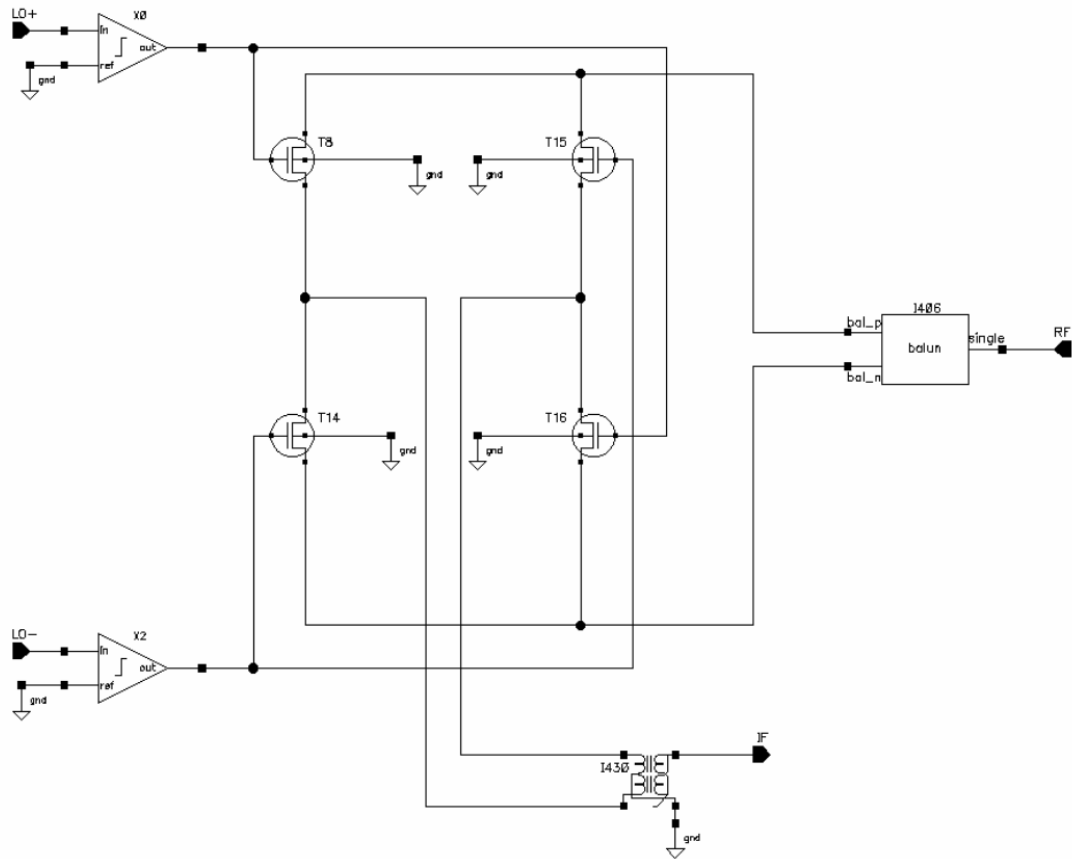 LO+
X0
in
out
ref
gnd
T8
T15
gnd
gnd
I406
bal_p
balun
single
RF
bal_n
T14
T16
gnd
gnd
LO-
X2
in
out
ref
gnd
IF
I430
gnd